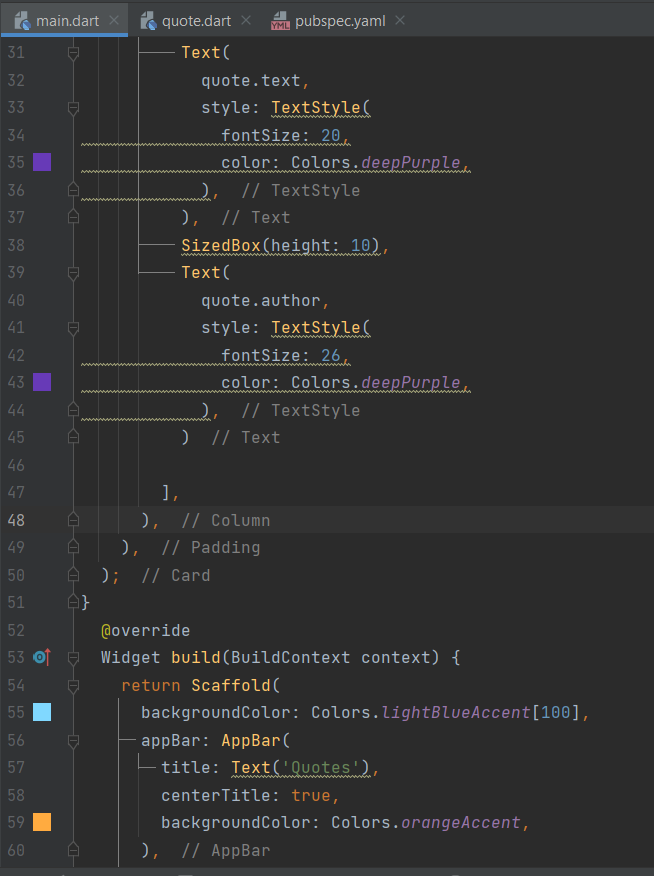 main.dart quote.dart pubspec.yaml
31 Text(
32 quote.text,
33 style: TextStyle(
34 fontSize: 20,
35 color: Colors.deepPurple,
36 ), // TextStyle
37 ), // Text
38 SizedBox(height: 10),
39 Text(
40 quote.author,
41 style: TextStyle(
42 fontSize: 26,
43 color: Colors.deepPurple,
44 ), // TextStyle
45 ) // Text
46
47 ],
48 ), // Column
49 ), // Padding
50 ); // Card
51 }
52 @override
53 Widget build(BuildContext context) {
54 return Scaffold(
55 backgroundColor: Colors.lightBlueAccent[100],
56 appBar: AppBar(
57 title: Text('Quotes'),
58 centerTitle: true,
59 backgroundColor: Colors.orangeAccent,
60 ), // AppBar